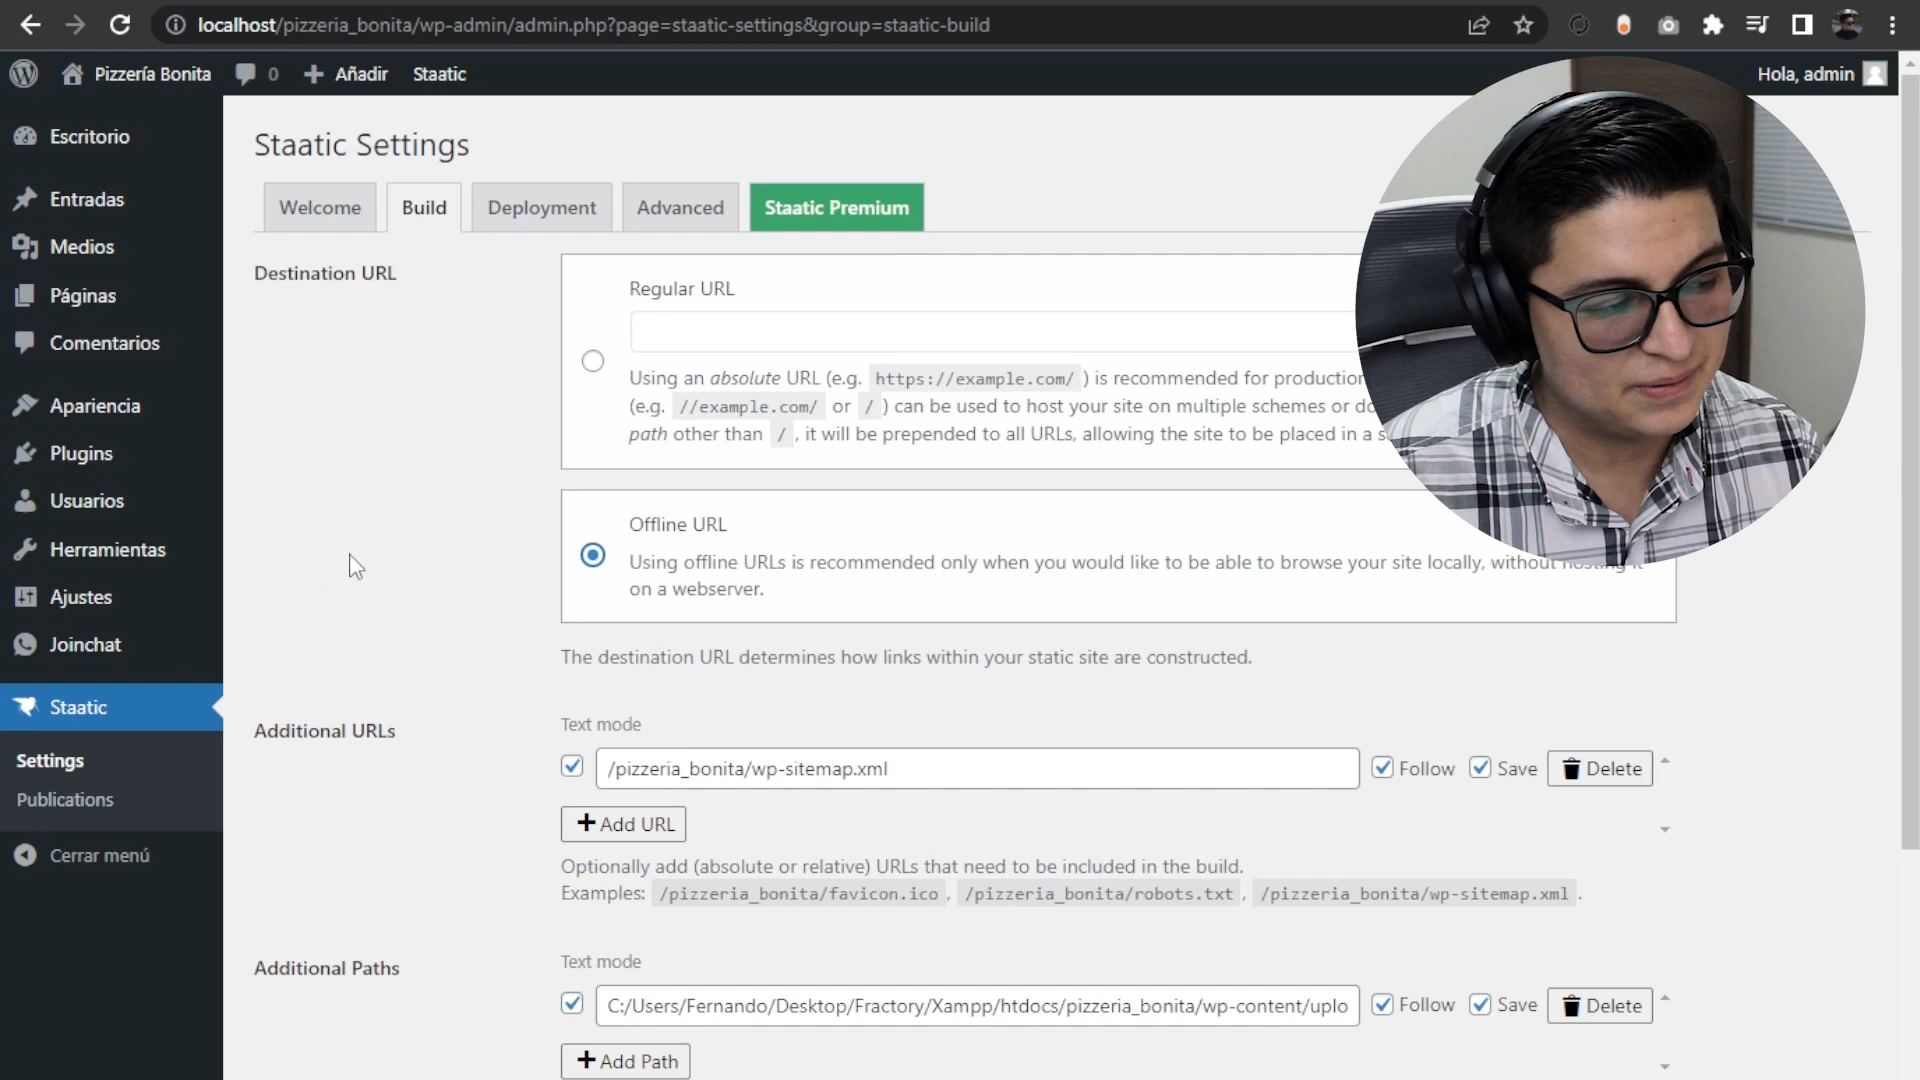 localhost/pizzeria_bonita/wp-admin/admin.php?page=staatic-settings&group=staatic-build
Pizzería Bonita 0 Añadir Staatic Hola, admin
Escritorio
Entradas
Medios
Páginas
Comentarios
Apariencia
Plugins
Usuarios
Herramientas
Ajustes
Joinchat
Staatic
Settings
Publications
Cerrar menú
Staatic Settings
Welcome Build Deployment Advanced Staatic Premium
Destination URL
Regular URL
Using an absolute URL (e.g. https://example.com/ ) is recommended for production
(e.g. //example.com/ or / ) can be used to host your site on multiple schemes or
path other than / , it will be prepended to all URLs, allowing the site to be placed in a
Offline URL
Using offline URLs is recommended only when you would like to be able to browse your site locally, without hosting it
on a webserver.
The destination URL determines how links within your static site are constructed.
Additional URLs
Text mode
/pizzeria_bonita/wp-sitemap.xml Follow Save Delete
Add URL
Optionally add (absolute or relative) URLs that need to be included in the build.
Examples: /pizzeria_bonita/favicon.ico , /pizzeria_bonita/robots.txt , /pizzeria_bonita/wp-sitemap.xml .
Additional Paths
Text mode
C:/Users/Fernando/Desktop/Fractory/Xampp/htdocs/pizzeria_bonita/wp-content/uplo Follow Save Delete
Add Path